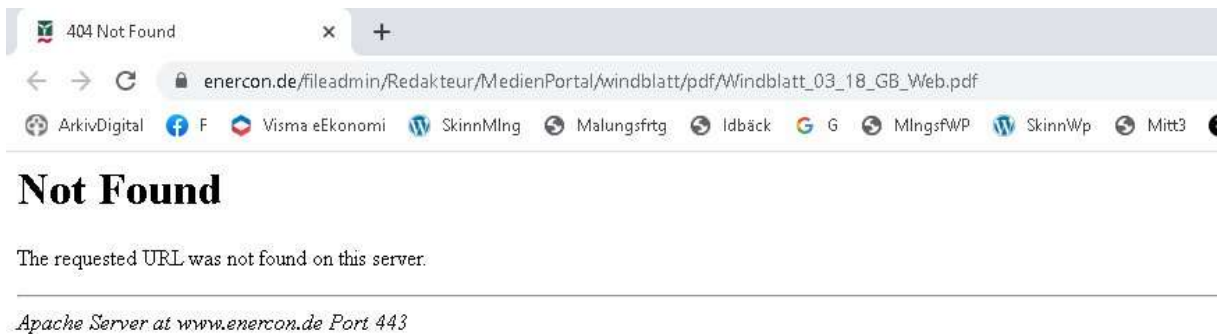 404 Not Found
enercon.de/fileadmin/Redakteur/MedienPortal/windblatt/pdf/Windblatt_03_18_GB_Web.pdf
ArkivDigital F Visma eEkonomi SkinnMlng Malungsfrtg Idbäck G MlngsfWP SkinnWp Mitt3
Not Found
The requested URL was not found on this server.
Apache Server at www.enercon.de Port 443